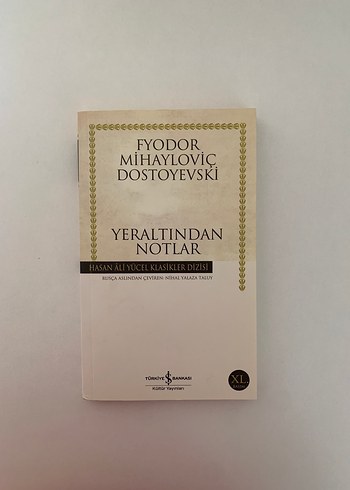 FYODOR
MİHAYLOVİÇ
DOSTOYEVSKİ
YERALTINDAN
NOTLAR
HASAN ÂLİ YÜCEL KLASİKLER DİZİSİ
RUSÇA ASLINDAN ÇEVİREN: NİHAL YALAZA TALUY
TÜRKİYE İŞ BANKASI
Kültür Yayınları
XL.
BASIM